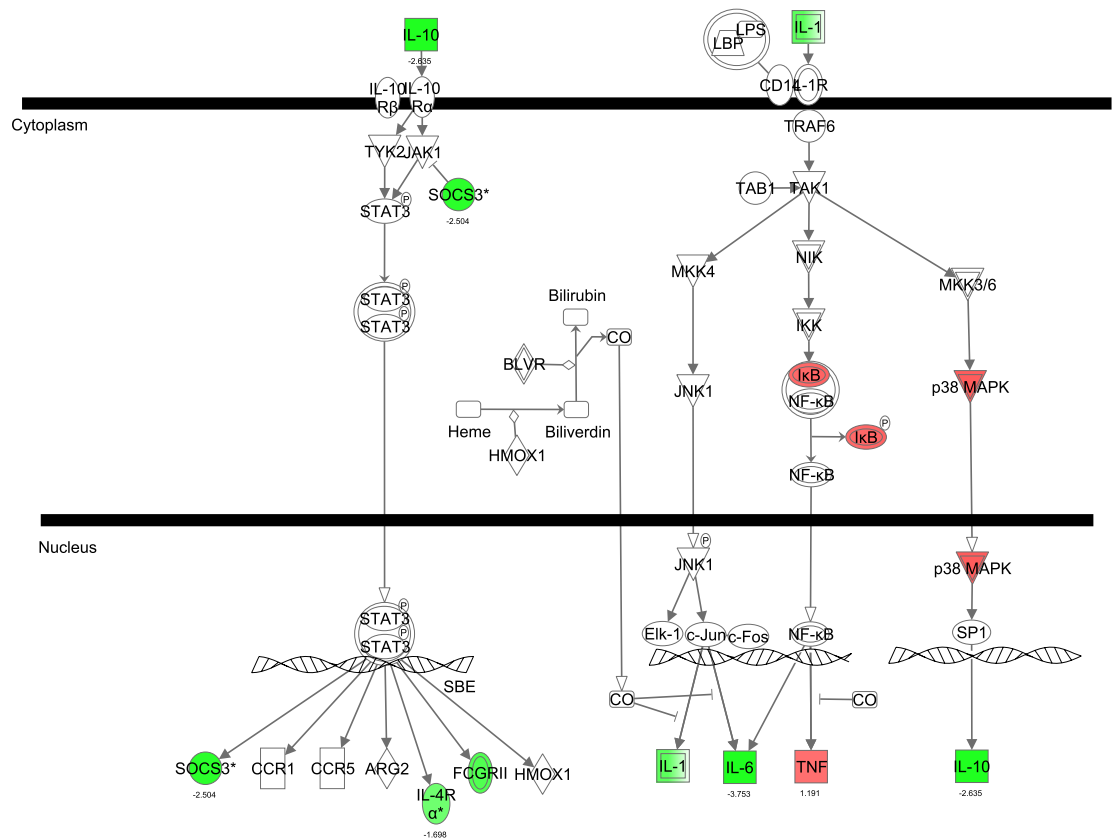 IL-10
-2.635
LPS
LBP
IL-1
IL-10
Rβ
IL-10
Rα
CD14
IL-1R
Cytoplasm
TRAF6
TYK2
JAK1
SOCS3*
-2.504
STAT3
P
TAB1
TAK1
MKK4
NIK
MKK3/6
STAT3
P
STAT3
P
Bilirubin
CO
IKK
BLVR
JNK1
IκB
NF-κB
p38 MAPK
Heme
Biliverdin
IκB
P
HMOX1
NF-κB
Nucleus
JNK1
P
p38 MAPK
STAT3
P
STAT3
P
SBE
Elk-1
c-Jun
c-Fos
NF-κB
SP1
CO
CO
SOCS3*
-2.504
CCR1
CCR5
ARG2
IL-4R
α*
-1.698
FCGRII
HMOX1
IL-1
IL-6
-3.753
TNF
1.191
IL-10
-2.635